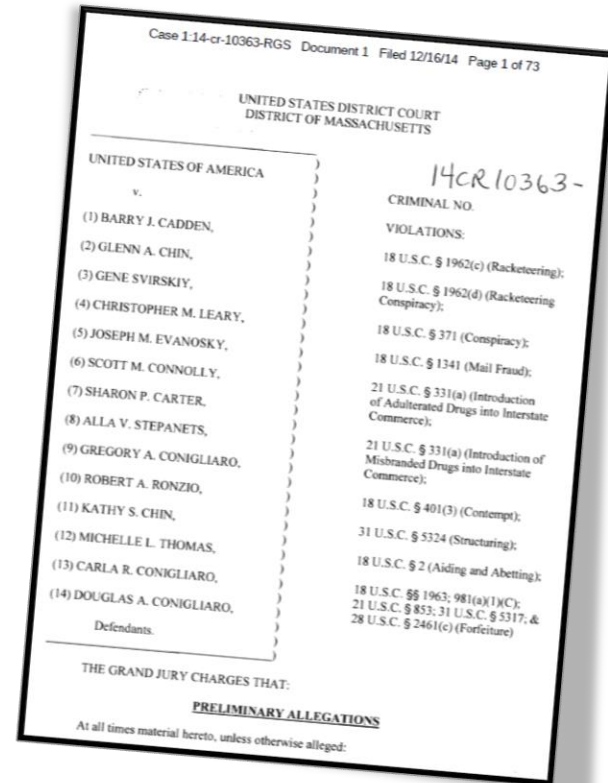 Case 1:14-cr-10363-RGS Document 1 Filed 12/16/14 Page 1 of 73
UNITED STATES DISTRICT COURT
DISTRICT OF MASSACHUSETTS
UNITED STATES OF AMERICA
v.
(1) BARRY J. CADDEN,
(2) GLENN A. CHIN,
(3) GENE SVIRSKIY,
(4) CHRISTOPHER M. LEARY,
(5) JOSEPH M. EVANOSKY,
(6) SCOTT M. CONNOLLY,
(7) SHARON P. CARTER,
(8) ALLA V. STEPANETS,
(9) GREGORY A. CONIGLIARO,
(10) ROBERT A. RONZIO,
(11) KATHY S. CHIN,
(12) MICHELLE L. THOMAS,
(13) CARLA R. CONIGLIARO,
(14) DOUGLAS A. CONIGLIARO,
Defendants.
14CR10363-
CRIMINAL NO.
VIOLATIONS:
18 U.S.C. § 1962(c) (Racketeering);
18 U.S.C. § 1962(d) (Racketeering
Conspiracy);
18 U.S.C. § 371 (Conspiracy);
18 U.S.C. § 1341 (Mail Fraud);
21 U.S.C. § 331(a) (Introduction
of Adulterated Drugs into Interstate
Commerce);
21 U.S.C. § 331(a) (Introduction of
Misbranded Drugs into Interstate
Commerce);
18 U.S.C. § 401(3) (Contempt);
31 U.S.C. § 5324 (Structuring);
18 U.S.C. § 2 (Aiding and Abetting);
18 U.S.C. §§ 1963; 981(a)(1)(C);
21 U.S.C. § 853; 31 U.S.C. § 5317; &
28 U.S.C. § 2461(c) (Forfeiture)
THE GRAND JURY CHARGES THAT:
PRELIMINARY ALLEGATIONS
At all times material hereto, unless otherwise alleged: